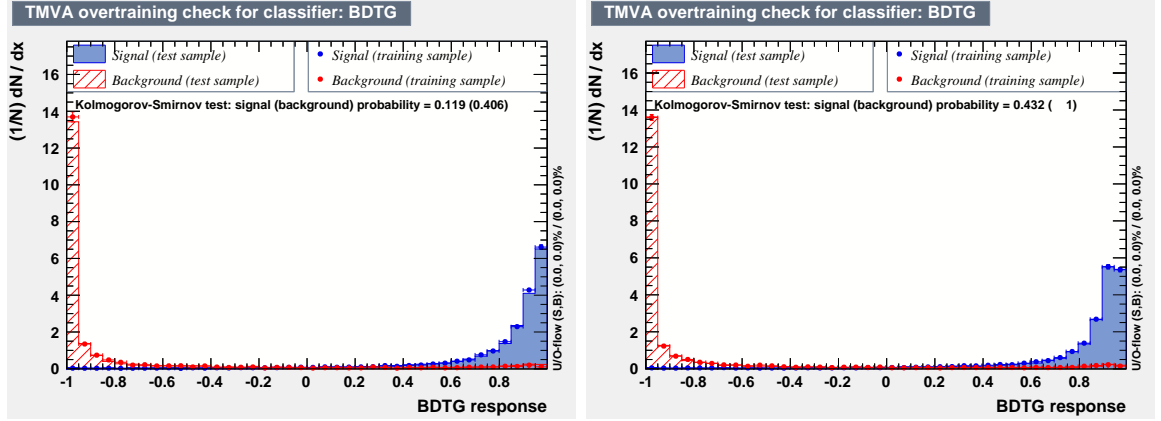 TMVA overtraining check for classifier: BDTG
Signal (test sample)
Signal (training sample)
Background (test sample)
Background (training sample)
Kolmogorov-Smirnov test: signal (background) probability = 0.119 (0.406)
(1/N) dN / dx
16
14
12
10
8
6
4
2
0
-1 -0.8 -0.6 -0.4 -0.2 0 0.2 0.4 0.6 0.8
BDTG response
U/O-flow (S,B): (0.0, 0.0)% / (0.0, 0.0)%
TMVA overtraining check for classifier: BDTG
Signal (test sample)
Signal (training sample)
Background (test sample)
Background (training sample)
Kolmogorov-Smirnov test: signal (background) probability = 0.432 ( 1)
(1/N) dN / dx
16
14
12
10
8
6
4
2
0
-1 -0.8 -0.6 -0.4 -0.2 0 0.2 0.4 0.6 0.8
BDTG response
U/O-flow (S,B): (0.0, 0.0)% / (0.0, 0.0)%